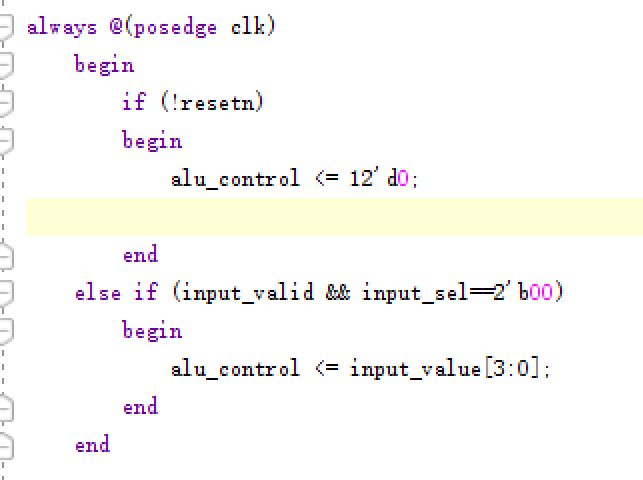 always @(posedge clk)
begin
if (!resetn)
begin
alu_control <= 12'd0;
end
else if (input_valid && input_sel==2'b00)
begin
alu_control <= input_value[3:0];
end
end